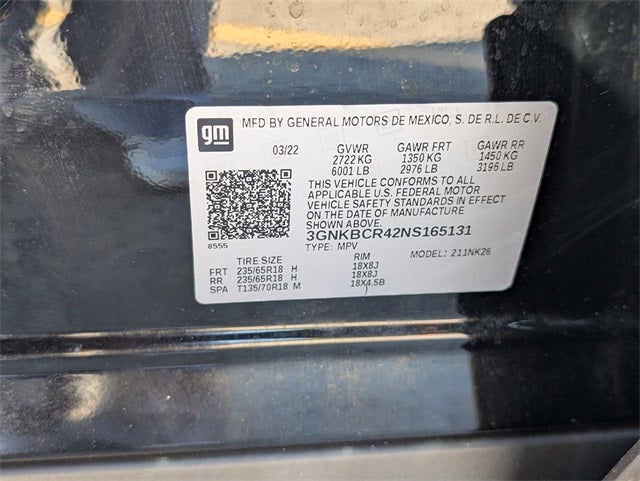 gm
MFD BY GENERAL MOTORS DE MEXICO, S. DE R.L. DE C.V.
03/22 GVWR GAWR FRT GAWR RR
2722 KG 1350 KG 1450 KG
6001 LB 2976 LB 3196 LB
THIS VEHICLE CONFORMS TO ALL
APPLICABLE U.S. FEDERAL MOTOR
VEHICLE SAFETY STANDARDS IN EFFECT
ON THE DATE OF MANUFACTURE
SHOWN ABOVE.
3GNKBCR42NS165131
8555 TYPE: MPV MODEL: 211NK26
TIRE SIZE RIM
FRT 235/65R18 H 18X8J
RR 235/65R18 H 18X8J
SPA T135/70R18 M 18X4.5B